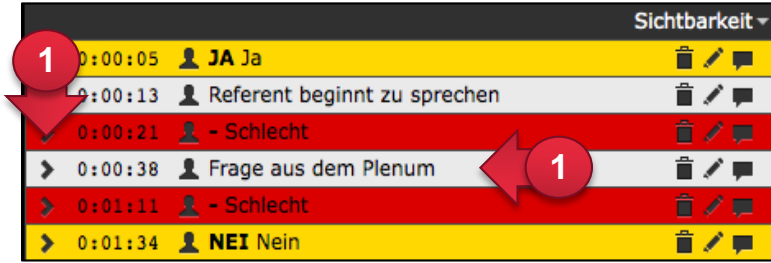 Sichtbarkeit
0:00:05 JA Ja
0:00:13 Referent beginnt zu sprechen
0:00:21 - Schlecht
0:00:38 Frage aus dem Plenum
0:01:11 - Schlecht
0:01:34 NEI Nein
1
1